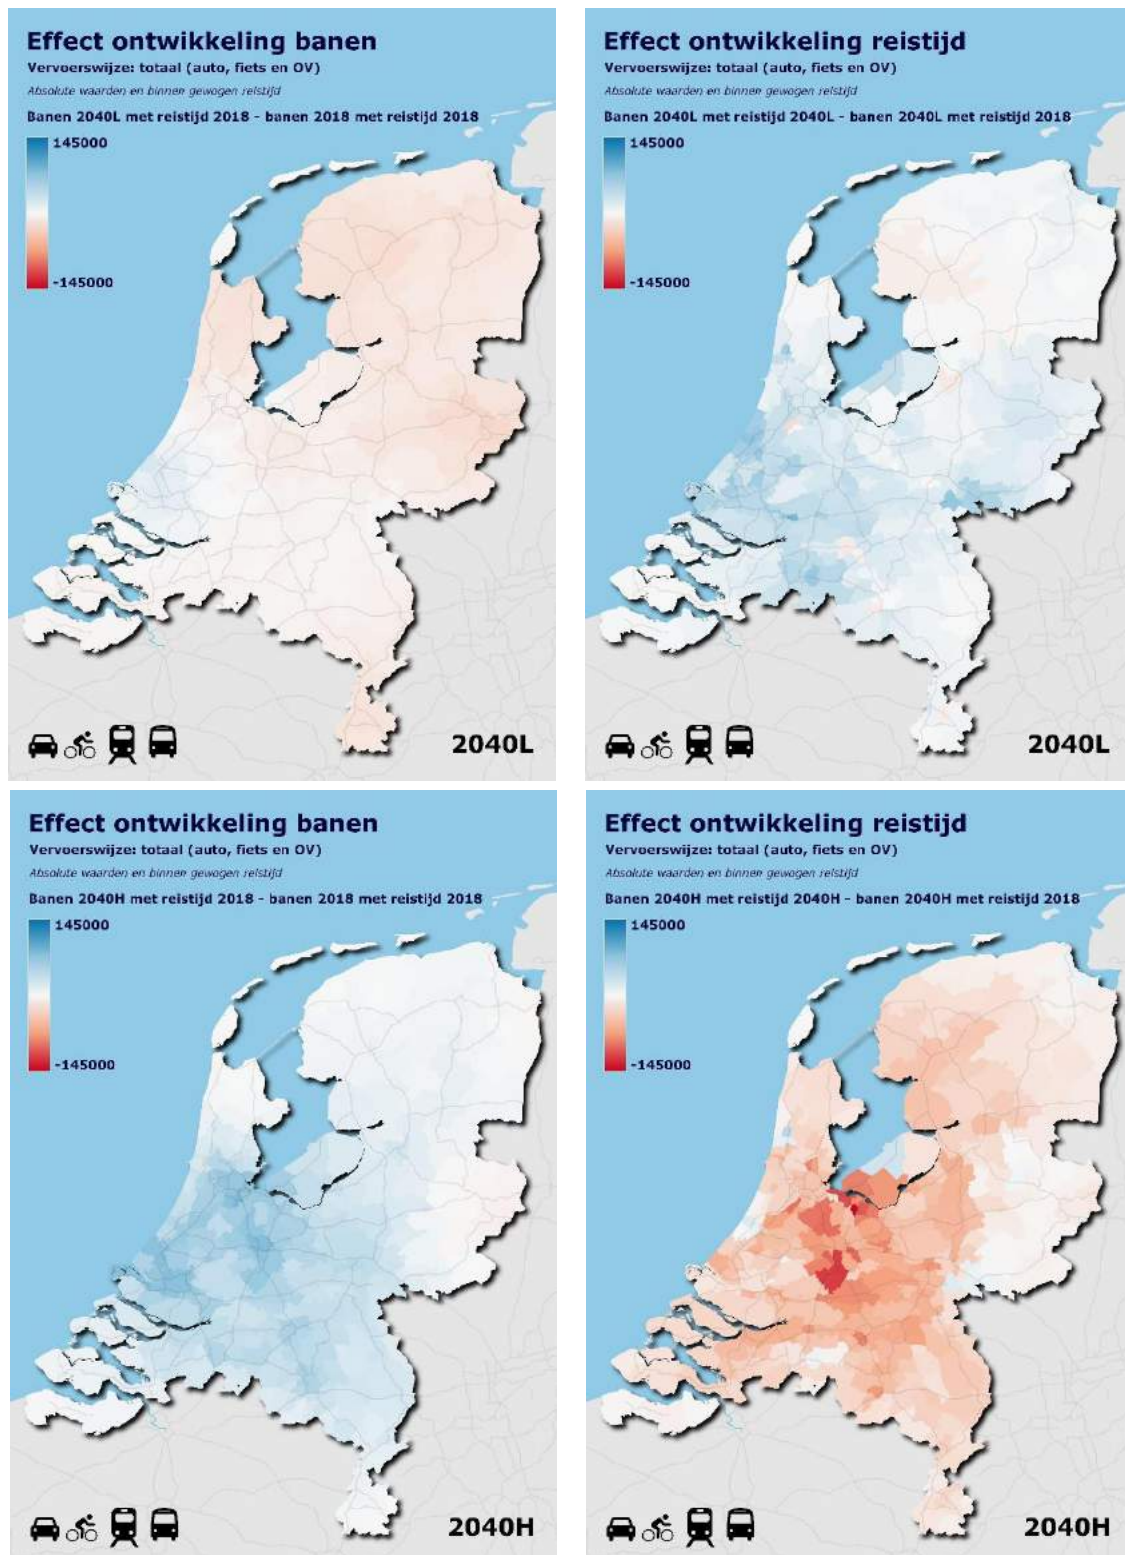 Effect ontwikkeling banen
Vervoerswijze: totaal (auto, fiets en OV)
Absolute waarden en binnen gewogen reistijd
Banen 2040L met reistijd 2018 - banen 2018 met reistijd 2018
145000
-145000
2040L
Effect ontwikkeling reistijd
Vervoerswijze: totaal (auto, fiets en OV)
Absolute waarden en binnen gewogen reistijd
Banen 2040L met reistijd 2040L - banen 2040L met reistijd 2018
145000
-145000
2040L
Effect ontwikkeling banen
Vervoerswijze: totaal (auto, fiets en OV)
Absolute waarden en binnen gewogen reistijd
Banen 2040H met reistijd 2018 - banen 2018 met reistijd 2018
145000
-145000
2040H
Effect ontwikkeling reistijd
Vervoerswijze: totaal (auto, fiets en OV)
Absolute waarden en binnen gewogen reistijd
Banen 2040H met reistijd 2040H - banen 2040H met reistijd 2018
145000
-145000
2040H